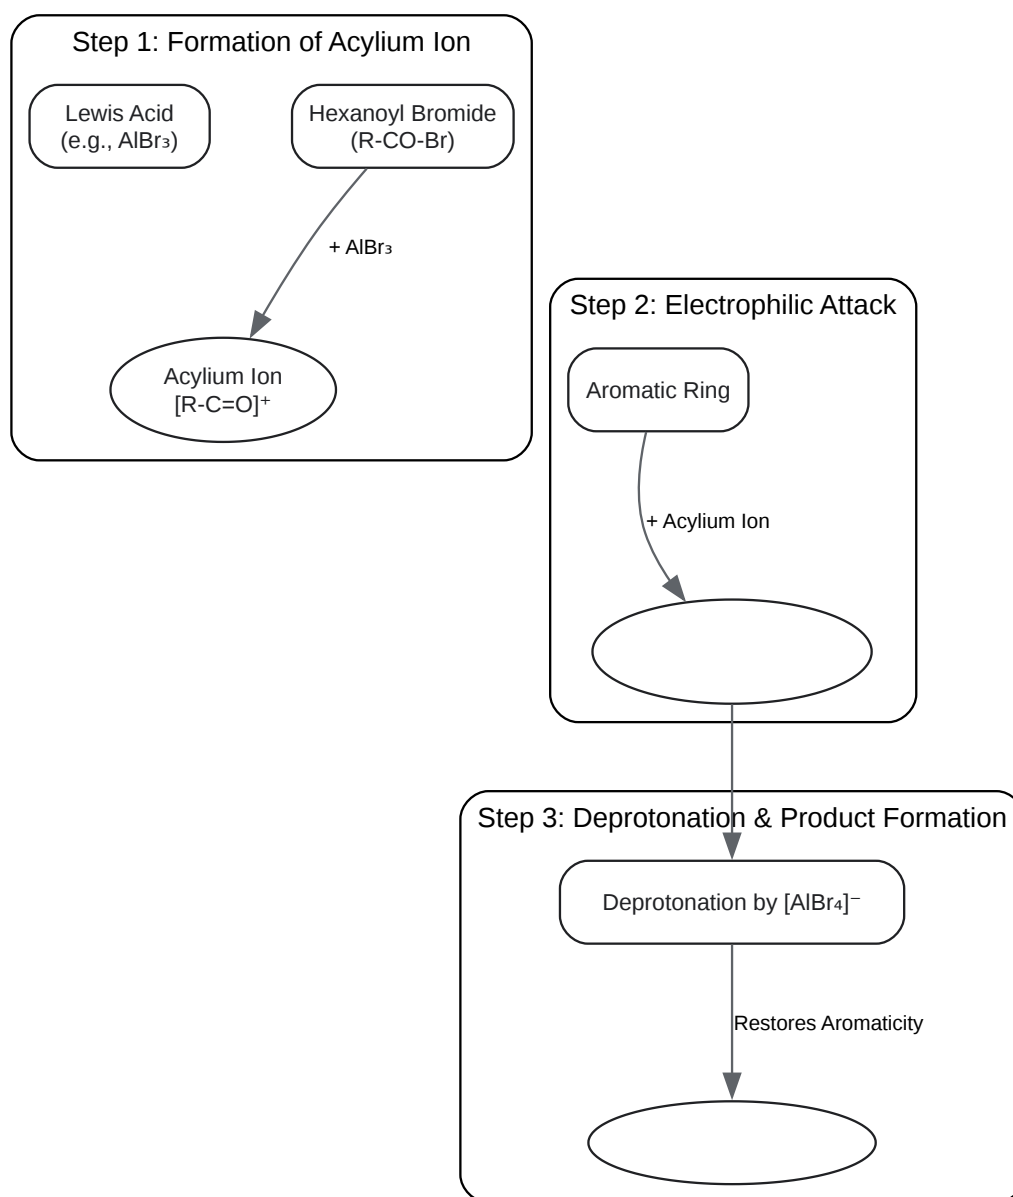 Step 1: Formation of Acylium Ion
Lewis Acid
(e.g., AlBr₃)
Hexanoyl Bromide
(R-CO-Br)
+ AlBr₃
Acylium Ion
[R-C=O]⁺
Step 2: Electrophilic Attack
Aromatic Ring
+ Acylium Ion
Step 3: Deprotonation & Product Formation
Deprotonation by [AlBr₄]⁻
Restores Aromaticity